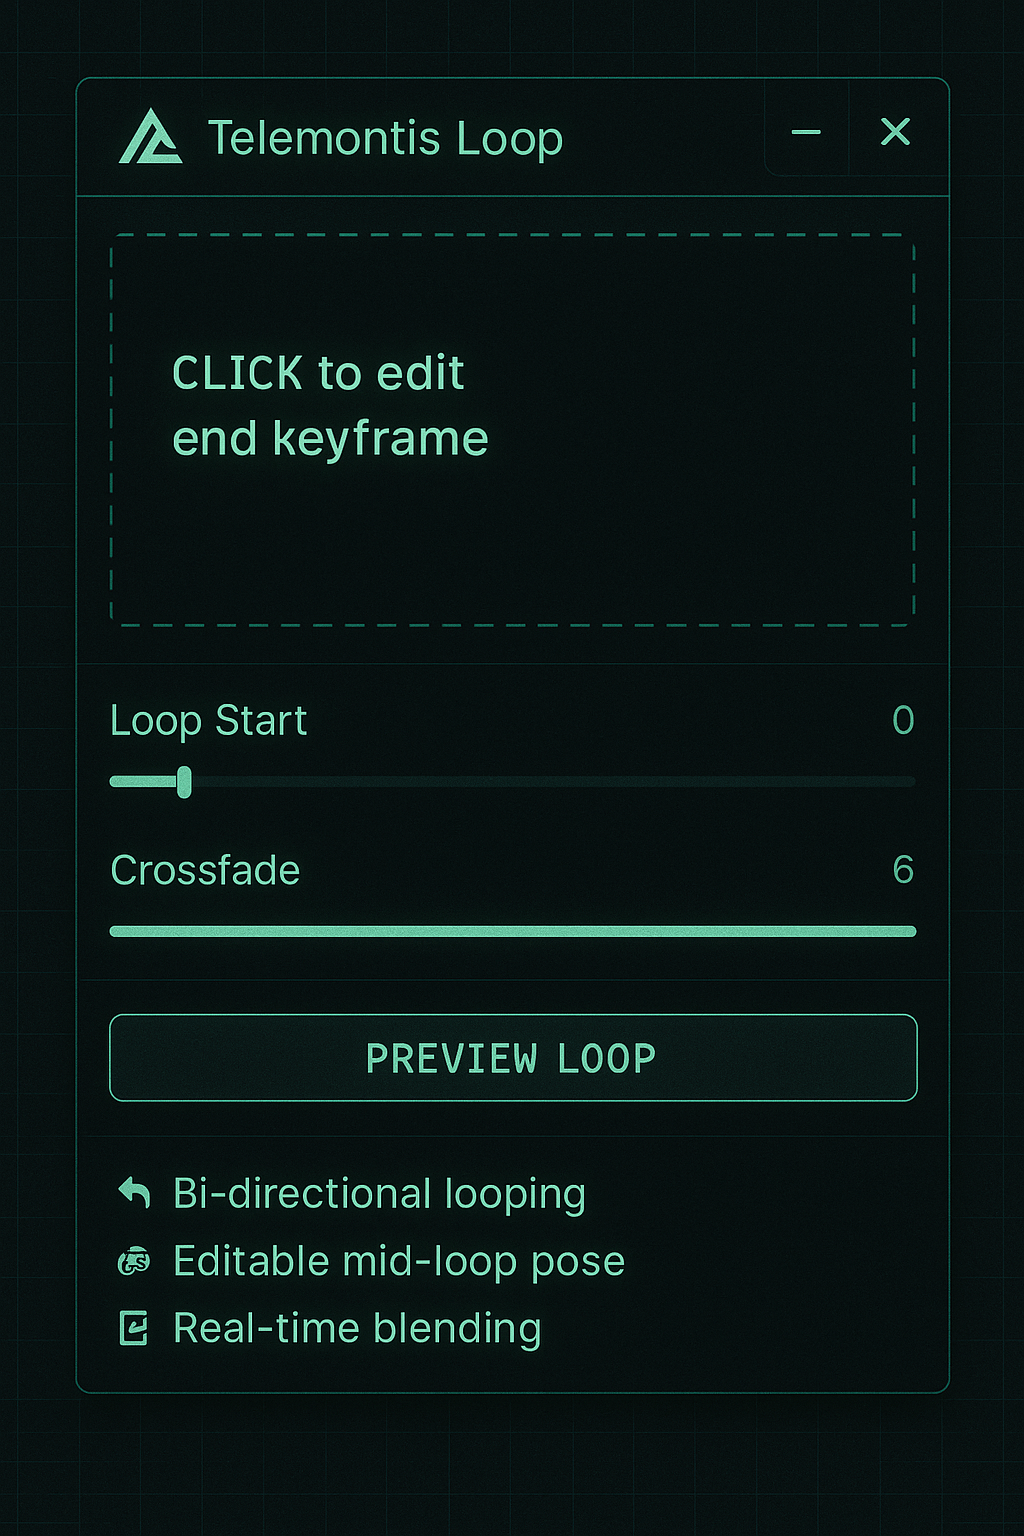 Telemontis Loop
CLICK to edit
end keyframe
Loop Start 0
Crossfade 6
PREVIEW LOOP
Bi-directional looping
Editable mid-loop pose
Real-time blending